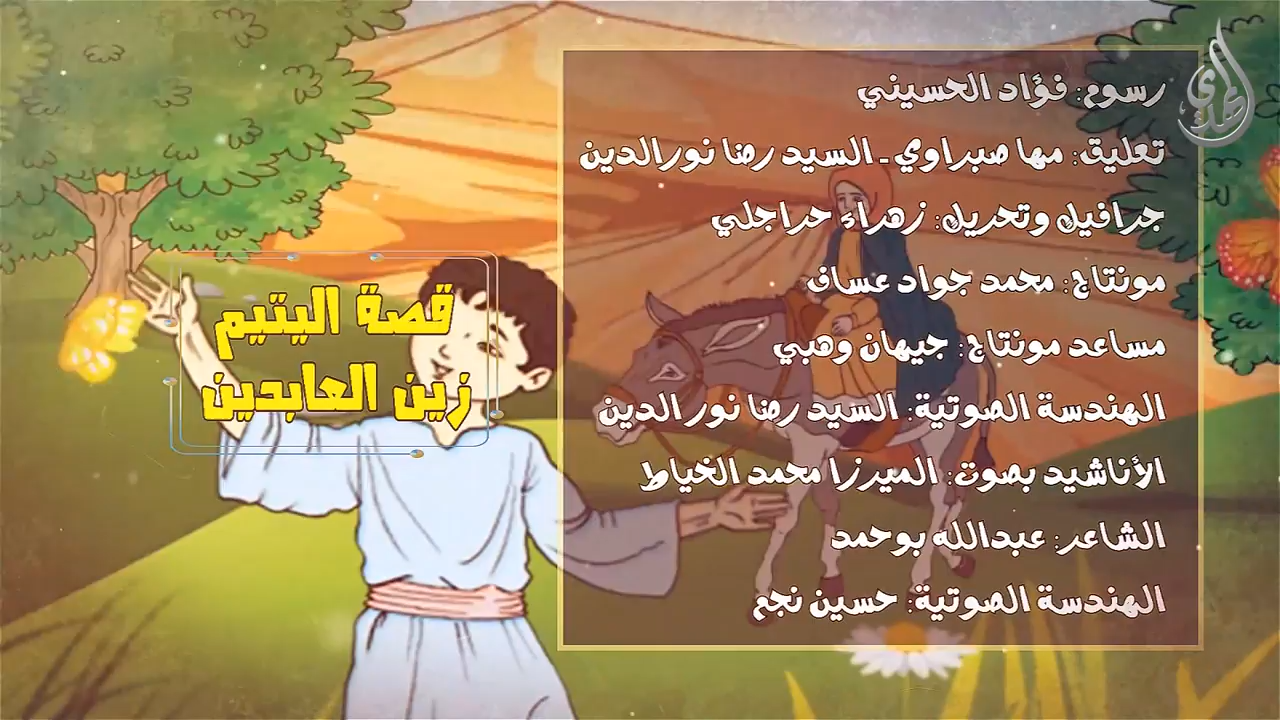 رسوم: فؤاد الحسيني
تعليق: مها صبراوي - السيد رضا نورالدين
جرافيك وتحريك: زهراء حراجلي
مونتاج: محمد جواد عساف
مساعد مونتاج: جيهان وهبي
الهندسة الصوتية: السيد رضا نور الدين
الأناشيد بصوت: الميرزا محمد الخياط
الشاعر: عبدالله بوحمد
الهندسة الصوتية: حسين نجم
قصة اليتيم
زين العابدين